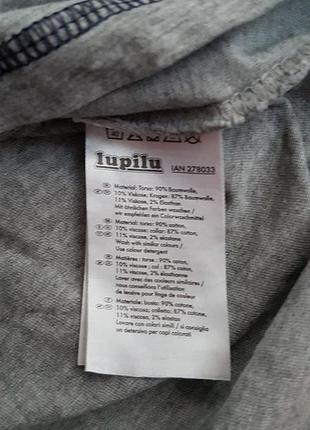 lupilu IAN 278033
Material: Torso: 90% Baumwolle,
10% Viskose; Kragen: 87% Baumwolle,
11% Viskose, 2% Elasthan
Mit ähnlichen Farben waschen /
wir empfehlen ein Colorwaschmittel
Material: torso: 90% cotton,
10% viscose; collar: 87% cotton,
11% viscose, 2% elastane
Wash with similar colours /
Use colour detergent
Matières : torse : 90% coton,
10% viscose ; col : 87% coton,
11% viscose, 2% élasthanne
Laver avec des couleurs similaires /
nous conseillons l'utilisation
de lessive pour linge de couleur
Materiale: busto: 90% cotone,
10% viscosa; colletto: 87% cotone,
11% viscosa, 2% elastan
Lavare con colori simili / si consiglia
un detersivo per capi colorati